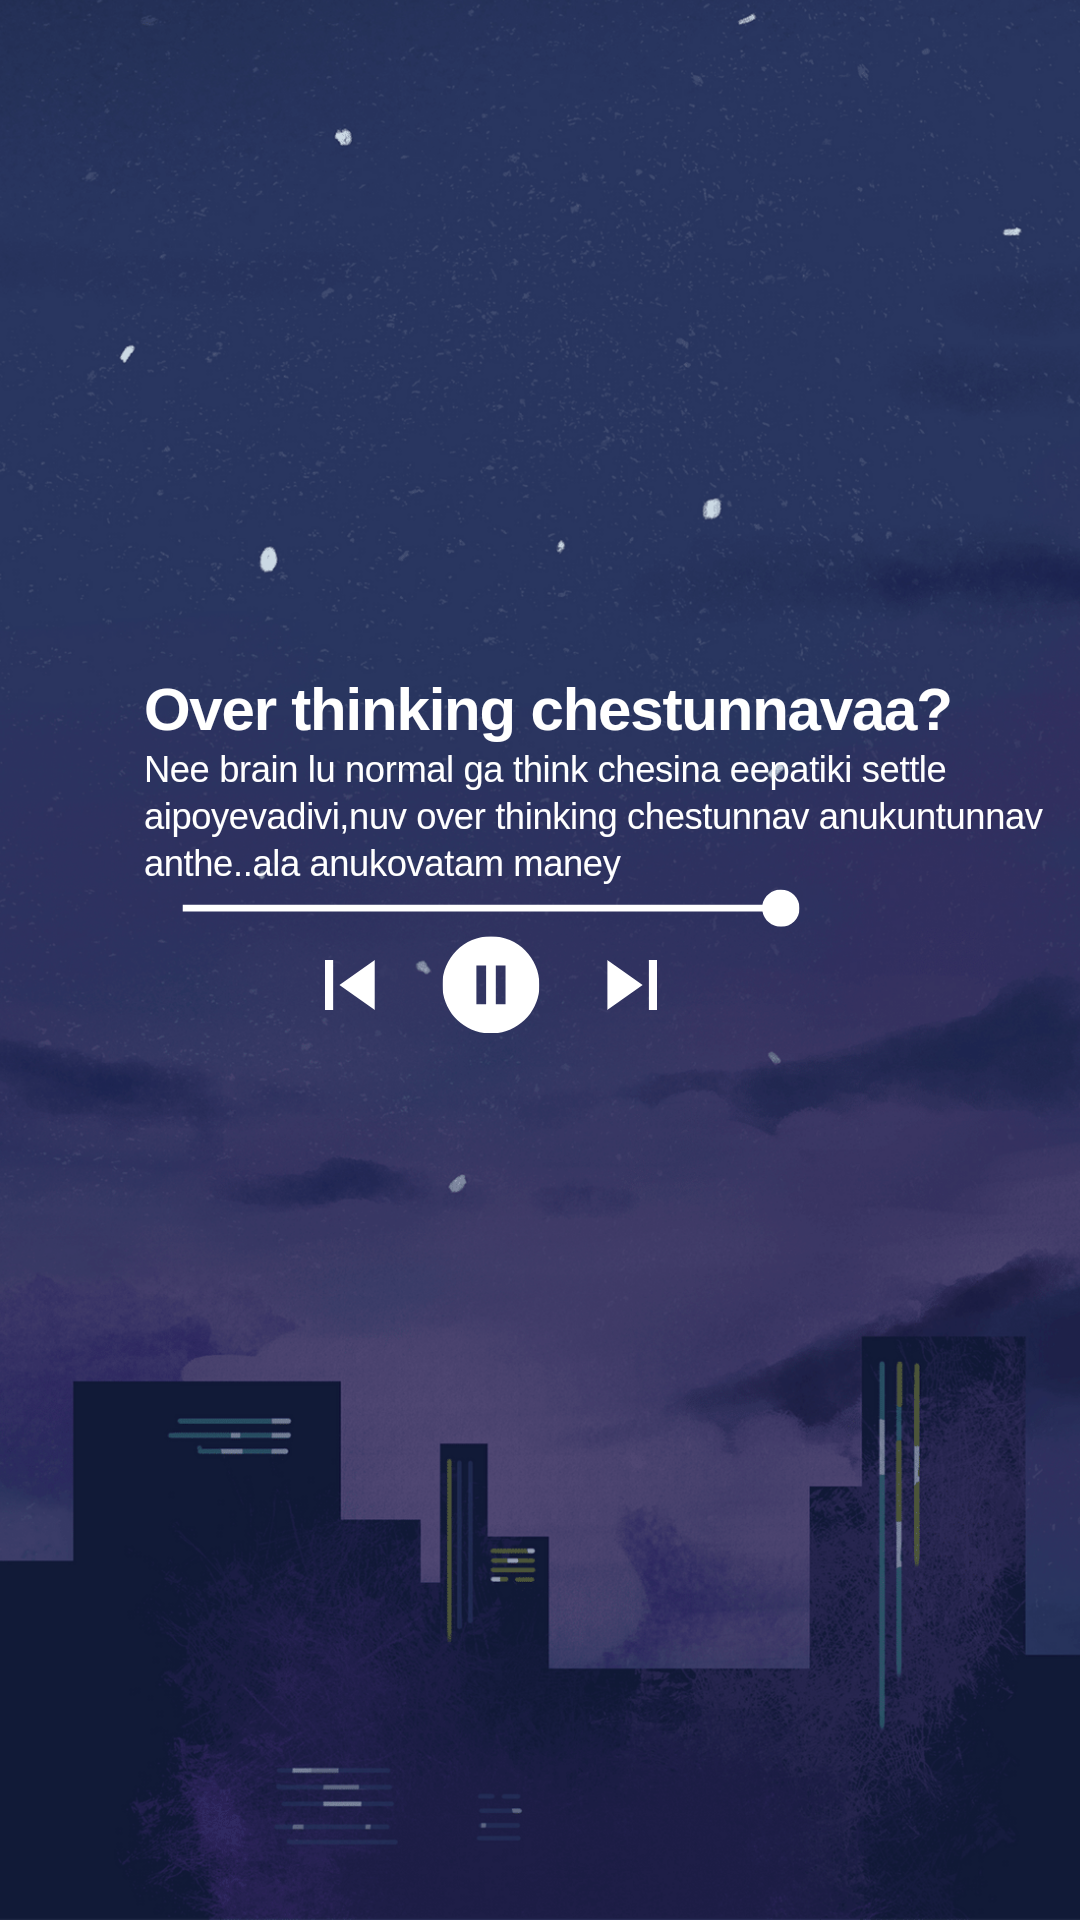 Over thinking chestunnavaa?
Nee brain lu normal ga think chesina eepatiki settle
aipoyevadivi,nuv over thinking chestunnav anukuntunnav
anthe..ala anukovatam maney